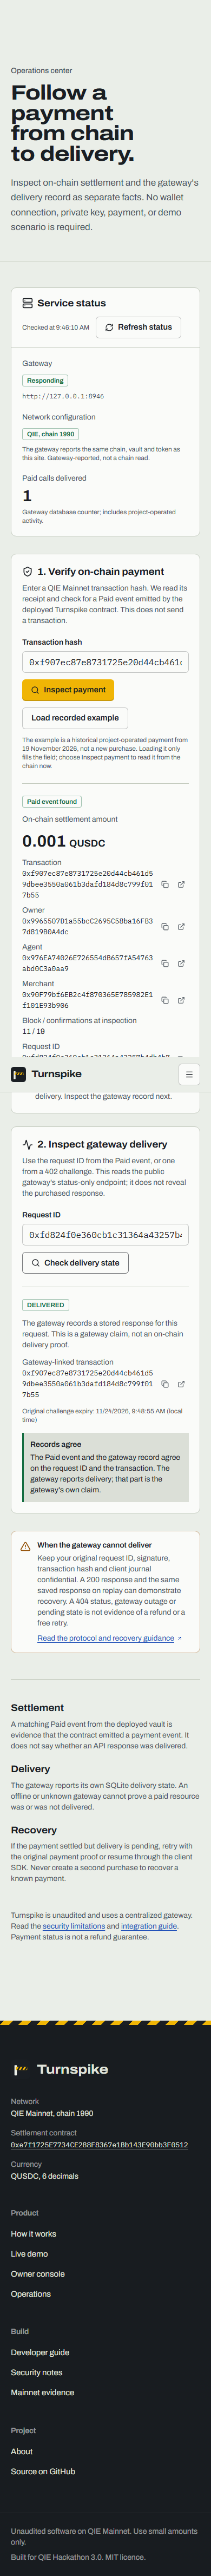 Operations center
Follow a
payment
from chain
to delivery.
Inspect on-chain settlement and the gateway's
delivery record as separate facts. No wallet
connection, private key, payment, or demo
scenario is required.
Service status
Checked at 9:46:10 AM
Refresh status
Gateway
Responding
http://127.0.0.1:8946
Network configuration
QIE, chain 1990
The gateway reports the same chain, vault and token as
this site. Gateway-reported, not a chain read.
Paid calls delivered
1
Gateway database counter; includes project-operated
activity.
1. Verify on-chain payment
Enter a QIE Mainnet transaction hash. We read its
receipt and check for a Paid event emitted by the
deployed Turnspike contract. This does not send
a transaction.
Transaction hash
Inspect payment
Load recorded example
The example is a historical project-operated payment from
19 November 2026, not a new purchase. Loading it only
fills the field; choose Inspect payment to read it from the
chain now.
Paid event found
On-chain settlement amount
0.001 QUSDC
Transaction
0xf907ec87e8731725e20d44cb461d5
9dbee3550a061b3dafd184d8c799f01
7b55
Owner
0x9965507D1a55bcC2695C58ba16FB3
7d819B0A4dc
Agent
0x976EA74026E726554dB657fA54763
abd0C3a0aa9
Merchant
0x90F79bf6EB2c4f870365E785982E1
f101E93b906
Block / confirmations at inspection
11 / 19
Request ID
Turnspike
delivery. Inspect the gateway record next.
2. Inspect gateway delivery
Use the request ID from the Paid event, or one
from a 402 challenge. This reads the public
gateway's status-only endpoint; it does not reveal
the purchased response.
Request ID
Check delivery state
DELIVERED
The gateway records a stored response for this
request. This is a gateway claim, not an on-chain
delivery proof.
Gateway-linked transaction
0xf907ec87e8731725e20d44cb461d5
9dbee3550a061b3dafd184d8c799f01
7b55
Original challenge expiry: 11/24/2026, 9:48:55 AM (local
time)
Records agree
The Paid event and the gateway record agree
on the request ID and the transaction. The
gateway reports delivery; that part is the
gateway's own claim.
When the gateway cannot deliver
Keep your original request ID, signature,
transaction hash and client journal
confidential. A 200 response and the same
saved response on replay can demonstrate
recovery. A 404 status, gateway outage or
pending state is not evidence of a refund or a
free retry.
Read the protocol and recovery guidance
Settlement
A matching Paid event from the deployed vault is
evidence that the contract emitted a payment event. It
does not say whether an API response was delivered.
Delivery
The gateway reports its own SQLite delivery state. An
offline or unknown gateway cannot prove a paid resource
was or was not delivered.
Recovery
If the payment settled but delivery is pending, retry with
the original payment proof or resume through the client
SDK. Never create a second purchase to recover a
known payment.
Turnspike is unaudited and uses a centralized gateway.
Read the security limitations and integration guide.
Payment status is not a refund guarantee.
Turnspike
Network
QIE Mainnet, chain 1990
Settlement contract
0xe7f1725E7734CE288F8367e1Bb143E90bb3F0512
Currency
QUSDC, 6 decimals
Product
How it works
Live demo
Owner console
Operations
Build
Developer guide
Security notes
Mainnet evidence
Project
About
Source on GitHub
Unaudited software on QIE Mainnet. Use small amounts
only.
Built for QIE Hackathon 3.0. MIT licence.